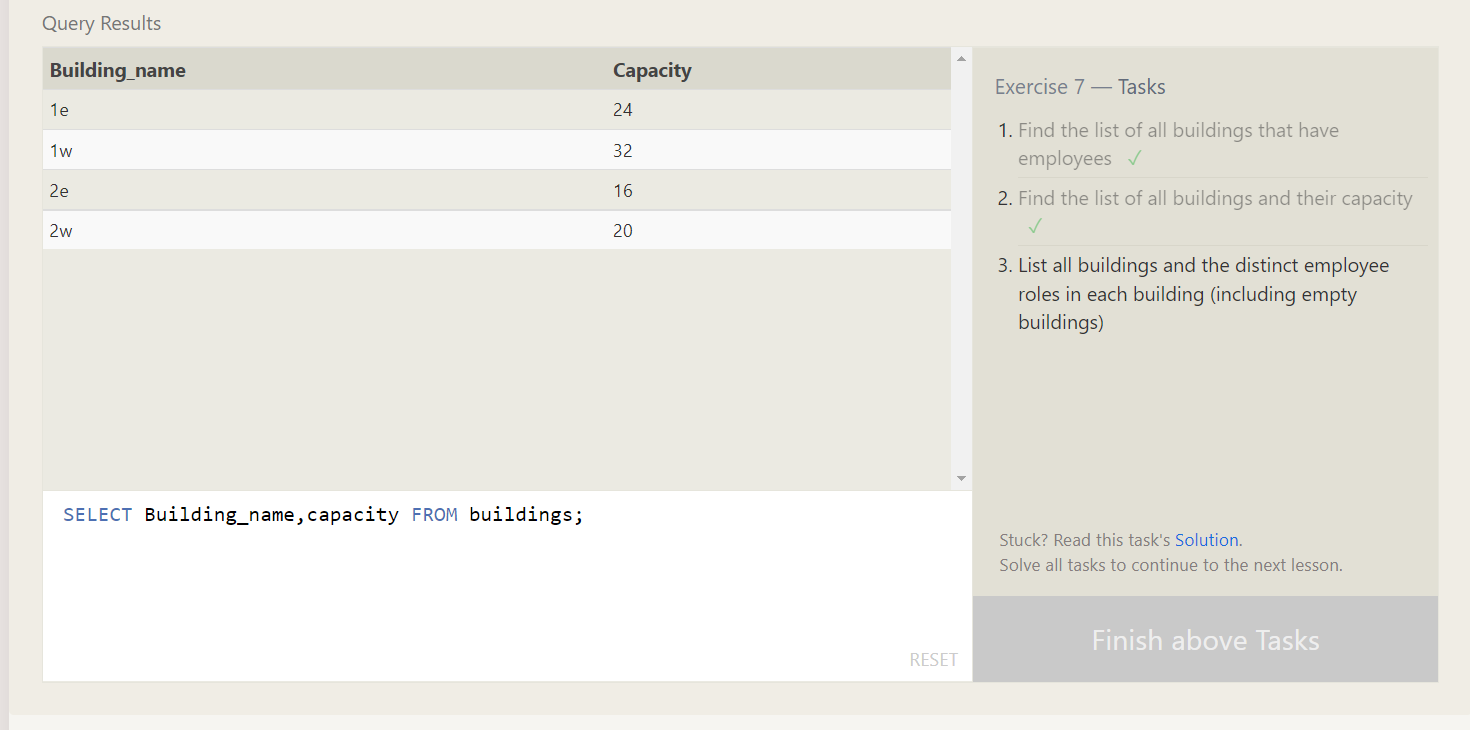 Query Results
Building_name Capacity
1e 24
1w 32
2e 16
2w 20
SELECT Building_name,capacity FROM buildings;
RESET
Exercise 7 — Tasks
1. Find the list of all buildings that have
employees ✓
2. Find the list of all buildings and their capacity
✓
3. List all buildings and the distinct employee
roles in each building (including empty
buildings)
Stuck? Read this task's Solution.
Solve all tasks to continue to the next lesson.
Finish above Tasks